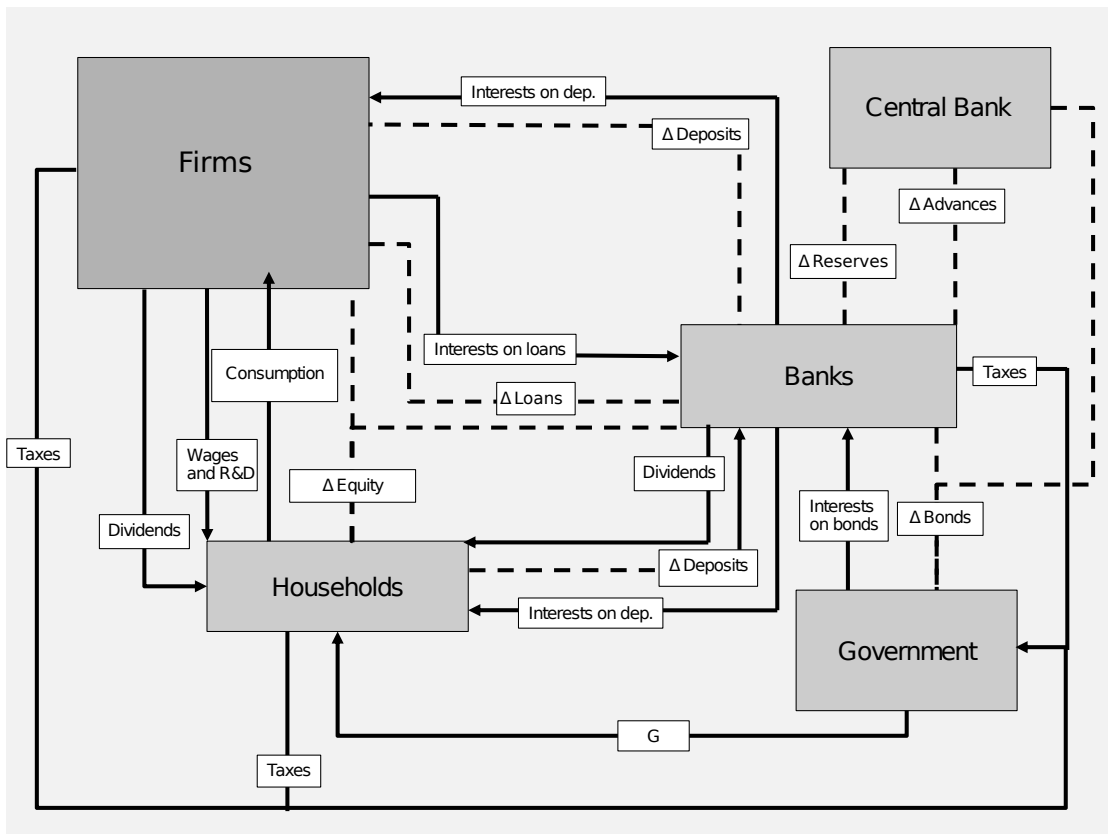 Interests on dep.
Central Bank
Δ Deposits
Firms
Δ Advances
Δ Reserves
Interests on loans
Consumption
Banks
Taxes
Δ Loans
Taxes
Wages
and R&D
Δ Equity
Dividends
Interests
on bonds
Δ Bonds
Dividends
Δ Deposits
Households
Interests on dep.
Government
G
Taxes